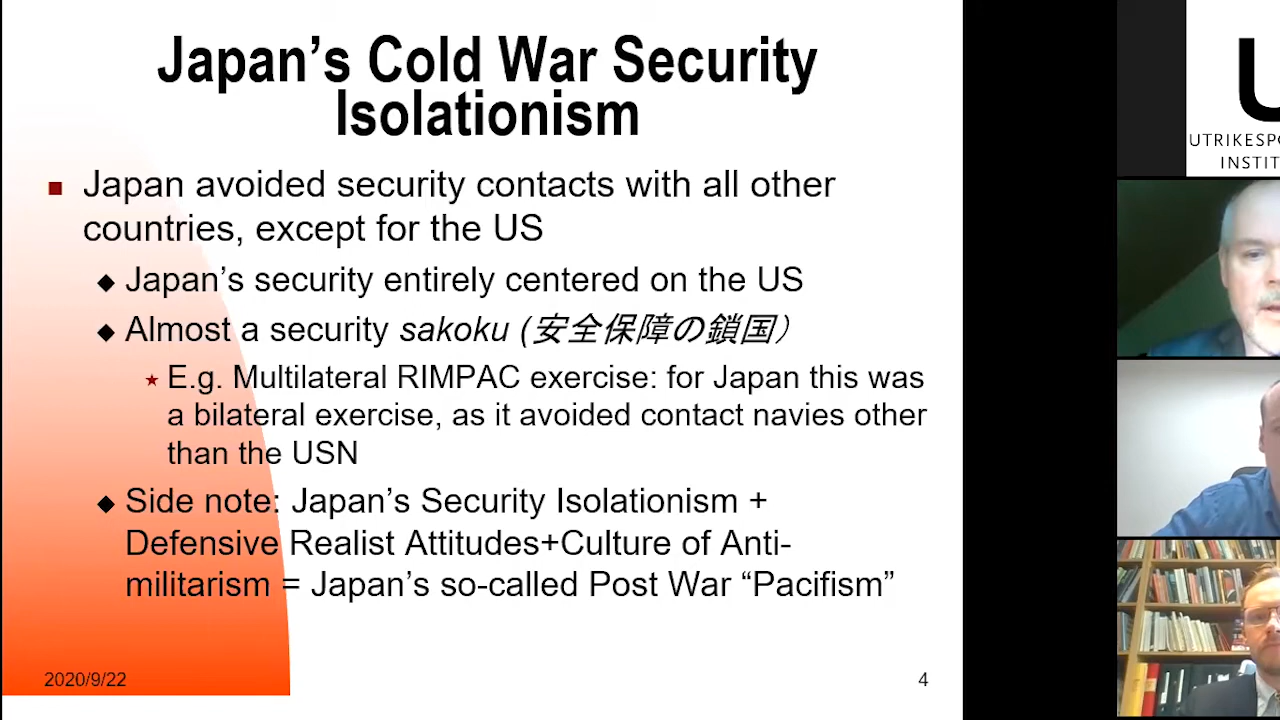 Japan’s Cold War Security
Isolationism
Japan avoided security contacts with all other
countries, except for the US
Japan’s security entirely centered on the US
Almost a security sakoku (安全保障の鎖国）
E.g. Multilateral RIMPAC exercise: for Japan this was
a bilateral exercise, as it avoided contact navies other
than the USN
Side note: Japan’s Security Isolationism +
Defensive Realist Attitudes+Culture of Anti-
militarism = Japan’s so-called Post War “Pacifism”
2020/9/22
4
U
UTRIKESPO
INSTIT